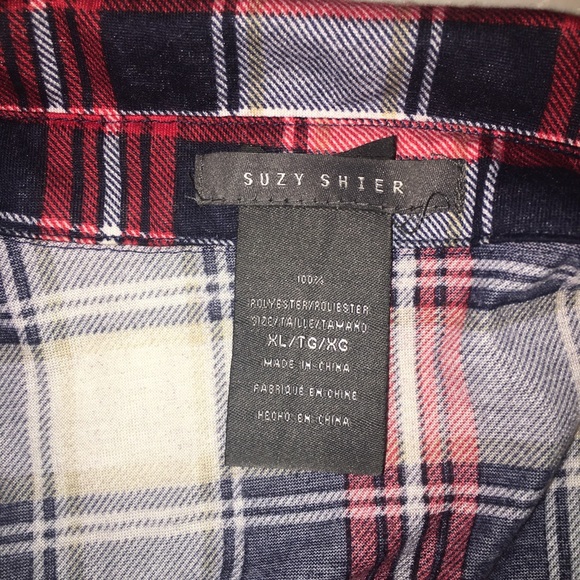 SUZY SHIER
100%
POLYESTER/POLIESTER
SIZE/TAILLE/TAMAÑO
XL/TG/XG
MADE IN CHINA
FABRIQUE EN CHINE
HECHO EN CHINA